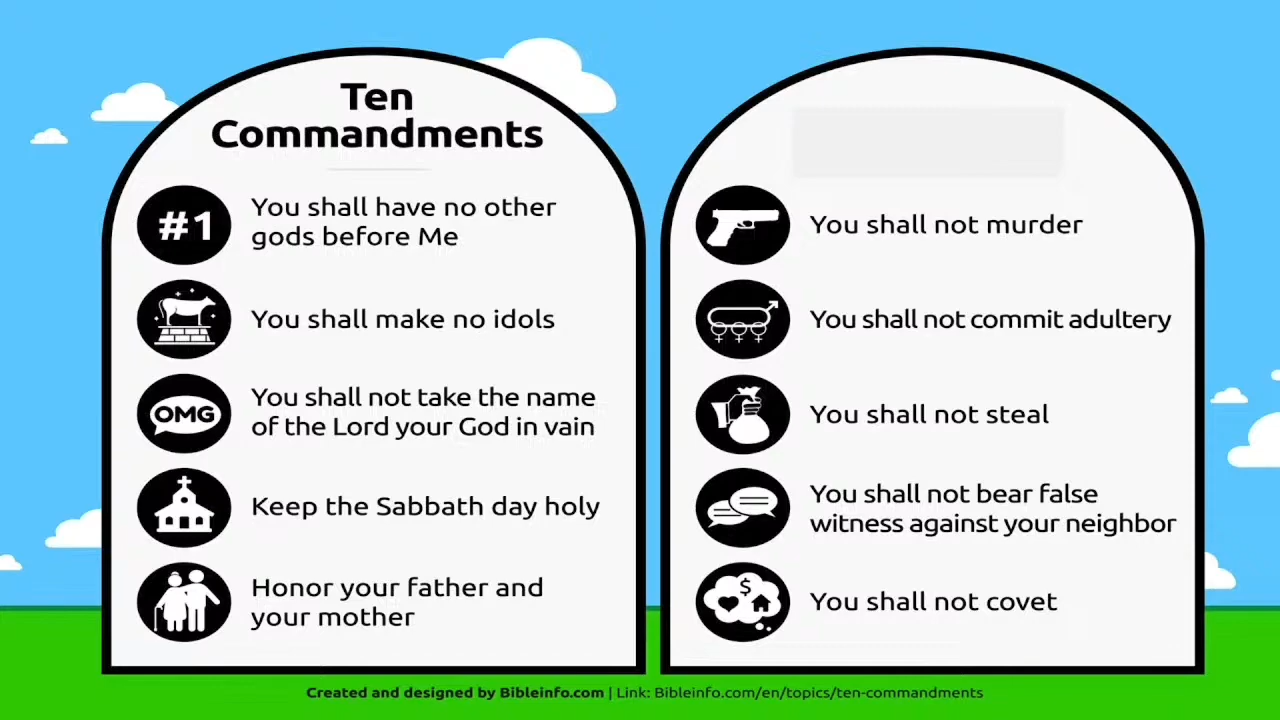 Ten
Commandments
#1
You shall have no other
gods before Me
You shall make no idols
OMG
You shall not take the name
of the Lord your God in vain
Keep the Sabbath day holy
Honor your father and
your mother
You shall not murder
You shall not commit adultery
You shall not steal
You shall not bear false
witness against your neighbor
$
You shall not covet
Created and designed by Bibleinfo.com | Link: Bibleinfo.com/en/topics/ten-commandments